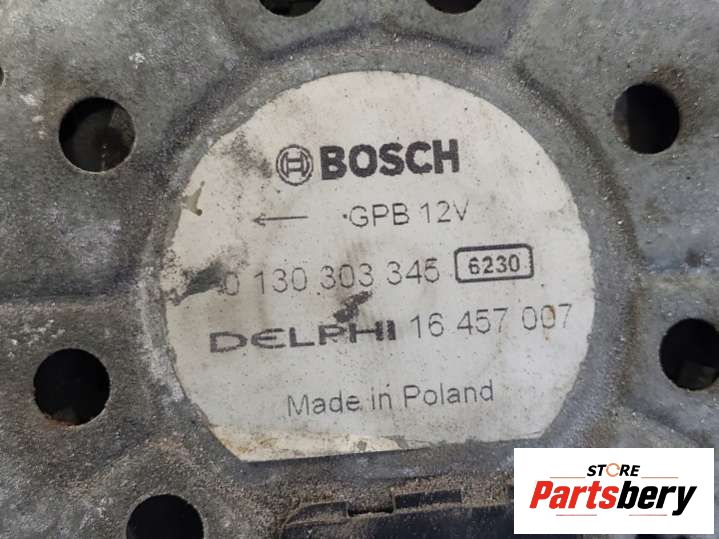 BOSCH
GPB 12V
0 130 303 345 6230
DELPHI 16 457 007
Made in Poland
STORE
Partsbery